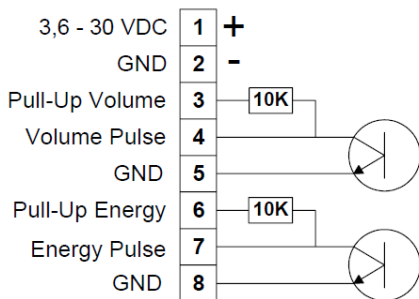 3,6 - 30 VDC 1 +
GND 2 -
Pull-Up Volume 3 10K
Volume Pulse 4
GND 5
Pull-Up Energy 6 10K
Energy Pulse 7
GND 8